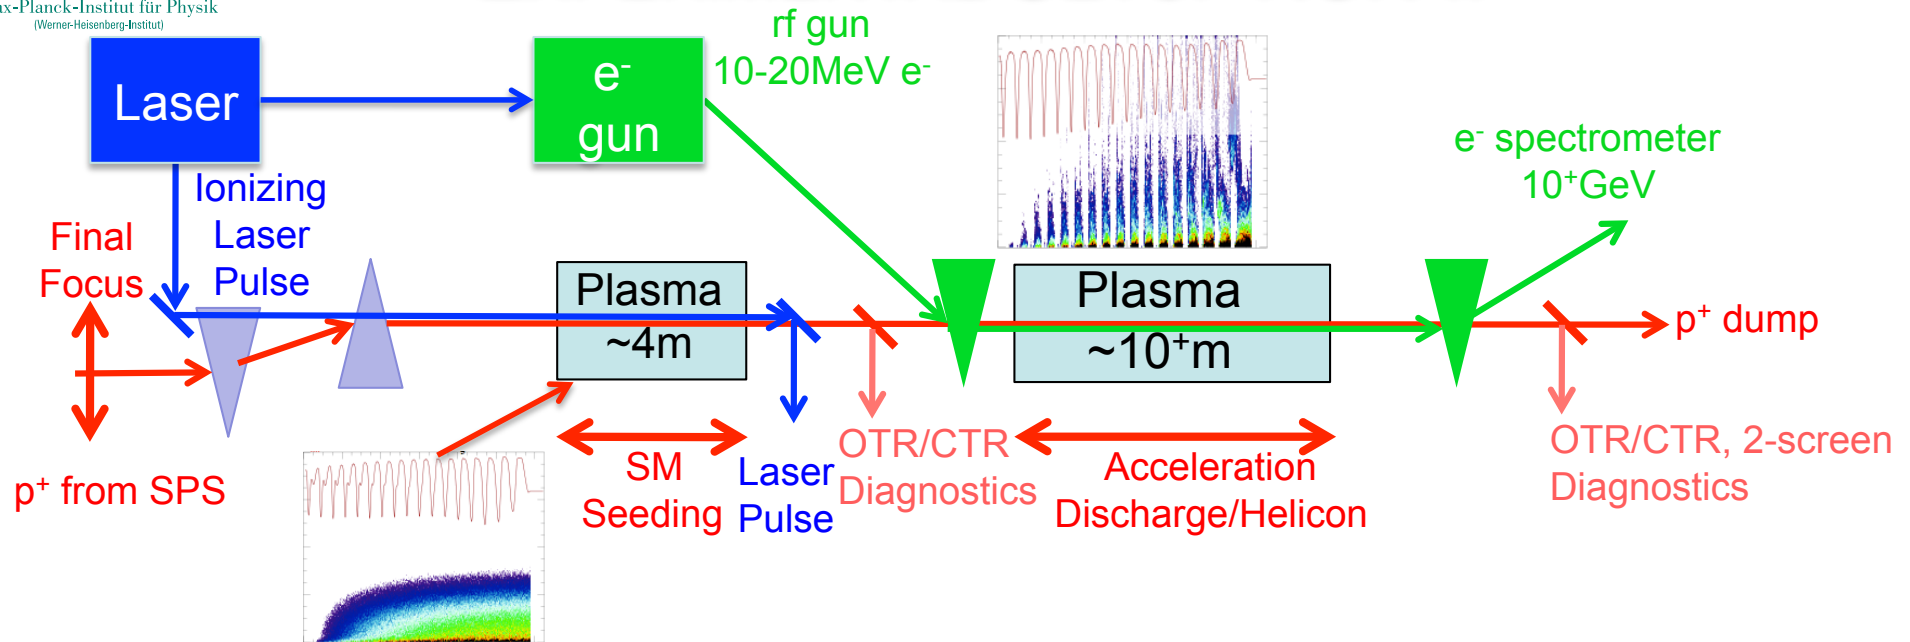 ax-Planck-Institut für Physik
(Werner-Heisenberg-Institut)
Laser
e⁻
gun
rf gun
10-20MeV e⁻
e⁻ spectrometer
10⁺GeV
Ionizing
Laser
Pulse
Final
Focus
Plasma
~4m
Plasma
~10⁺m
p⁺ dump
p⁺ from SPS
SM
Seeding
Laser
Pulse
OTR/CTR
Diagnostics
Acceleration
Discharge/Helicon
OTR/CTR, 2-screen
Diagnostics